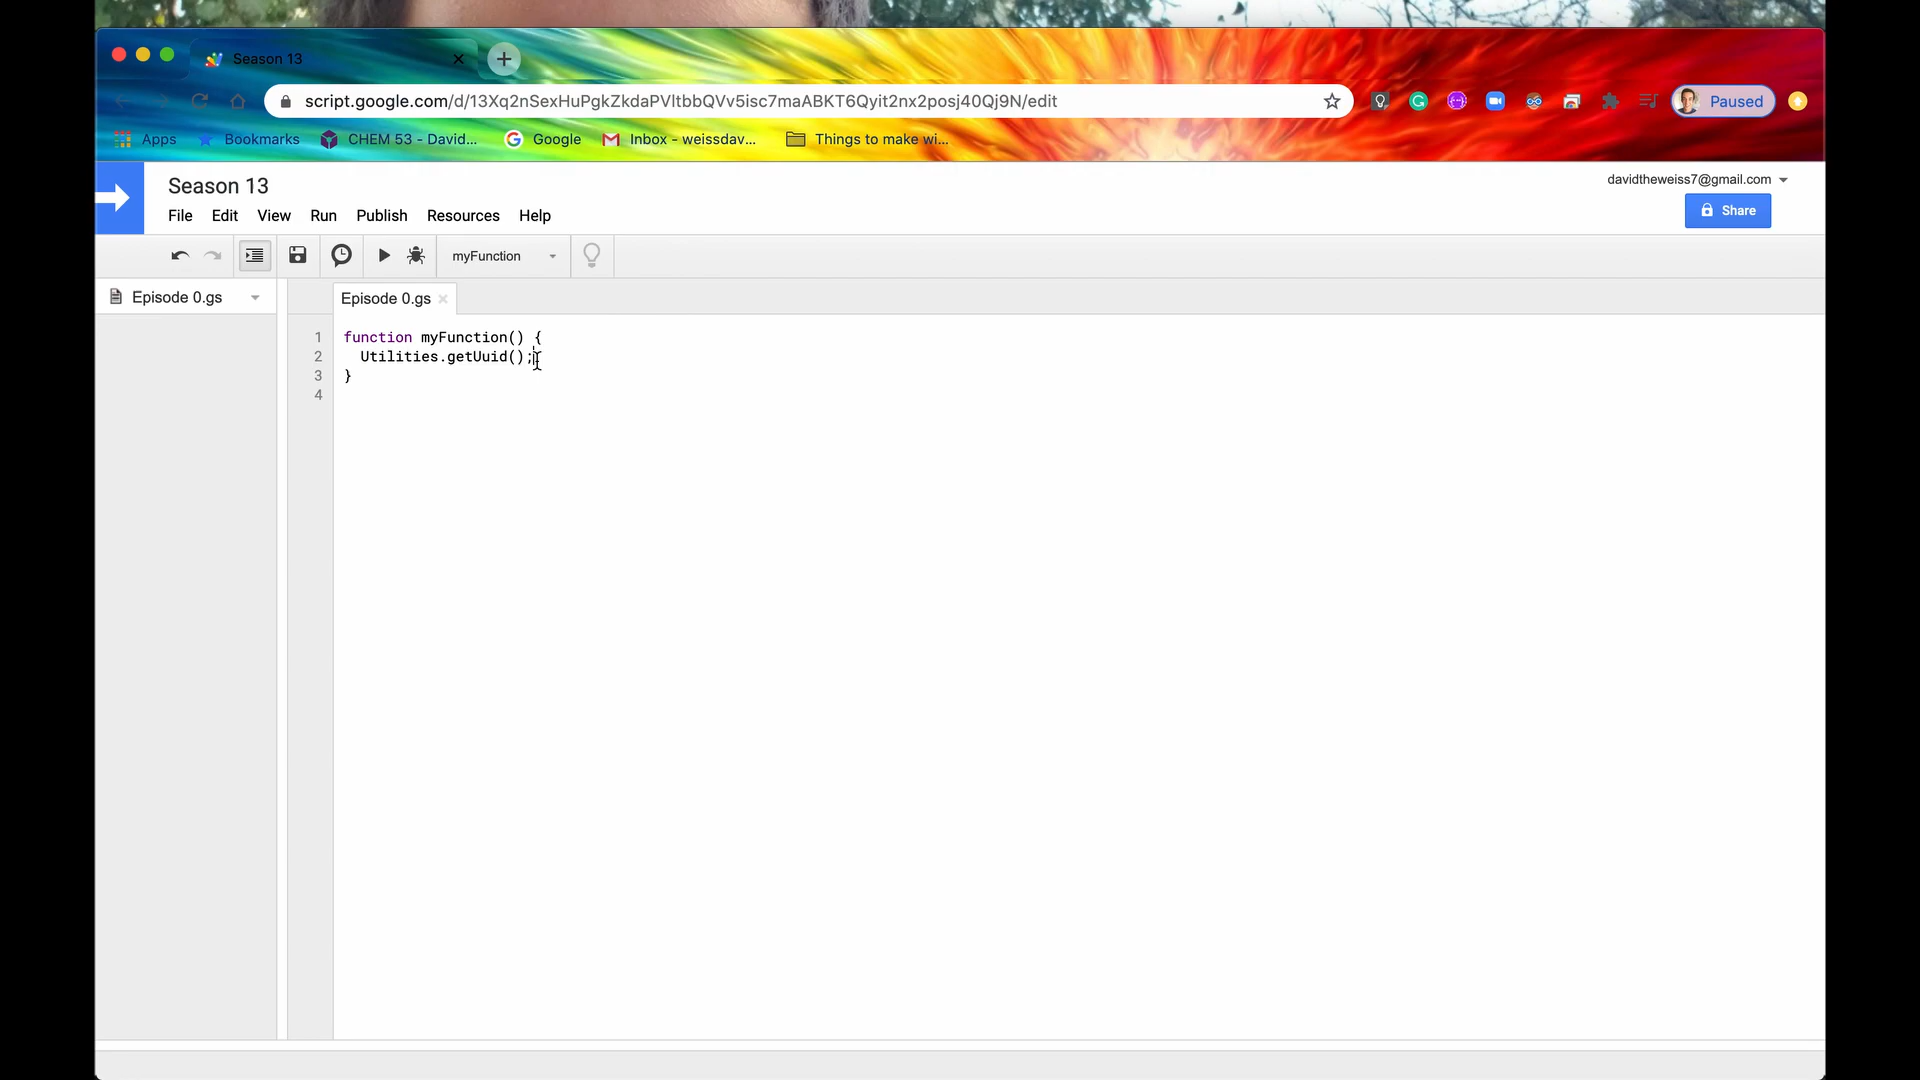 Season 13
script.google.com/d/13Xq2nSexHuPgkZkdaPVltbbQVv5isc7maABKT6Qyit2nx2posj40Qj9N/edit
Paused
Apps
Bookmarks
CHEM 53 - David...
Google
Inbox - weissdav...
Things to make wi...
Season 13
davidtheweiss7@gmail.com
File Edit View Run Publish Resources Help
Share
myFunction
Episode 0.gs
Episode 0.gs
1 function myFunction() {
2 Utilities.getUuid();
3 }
4